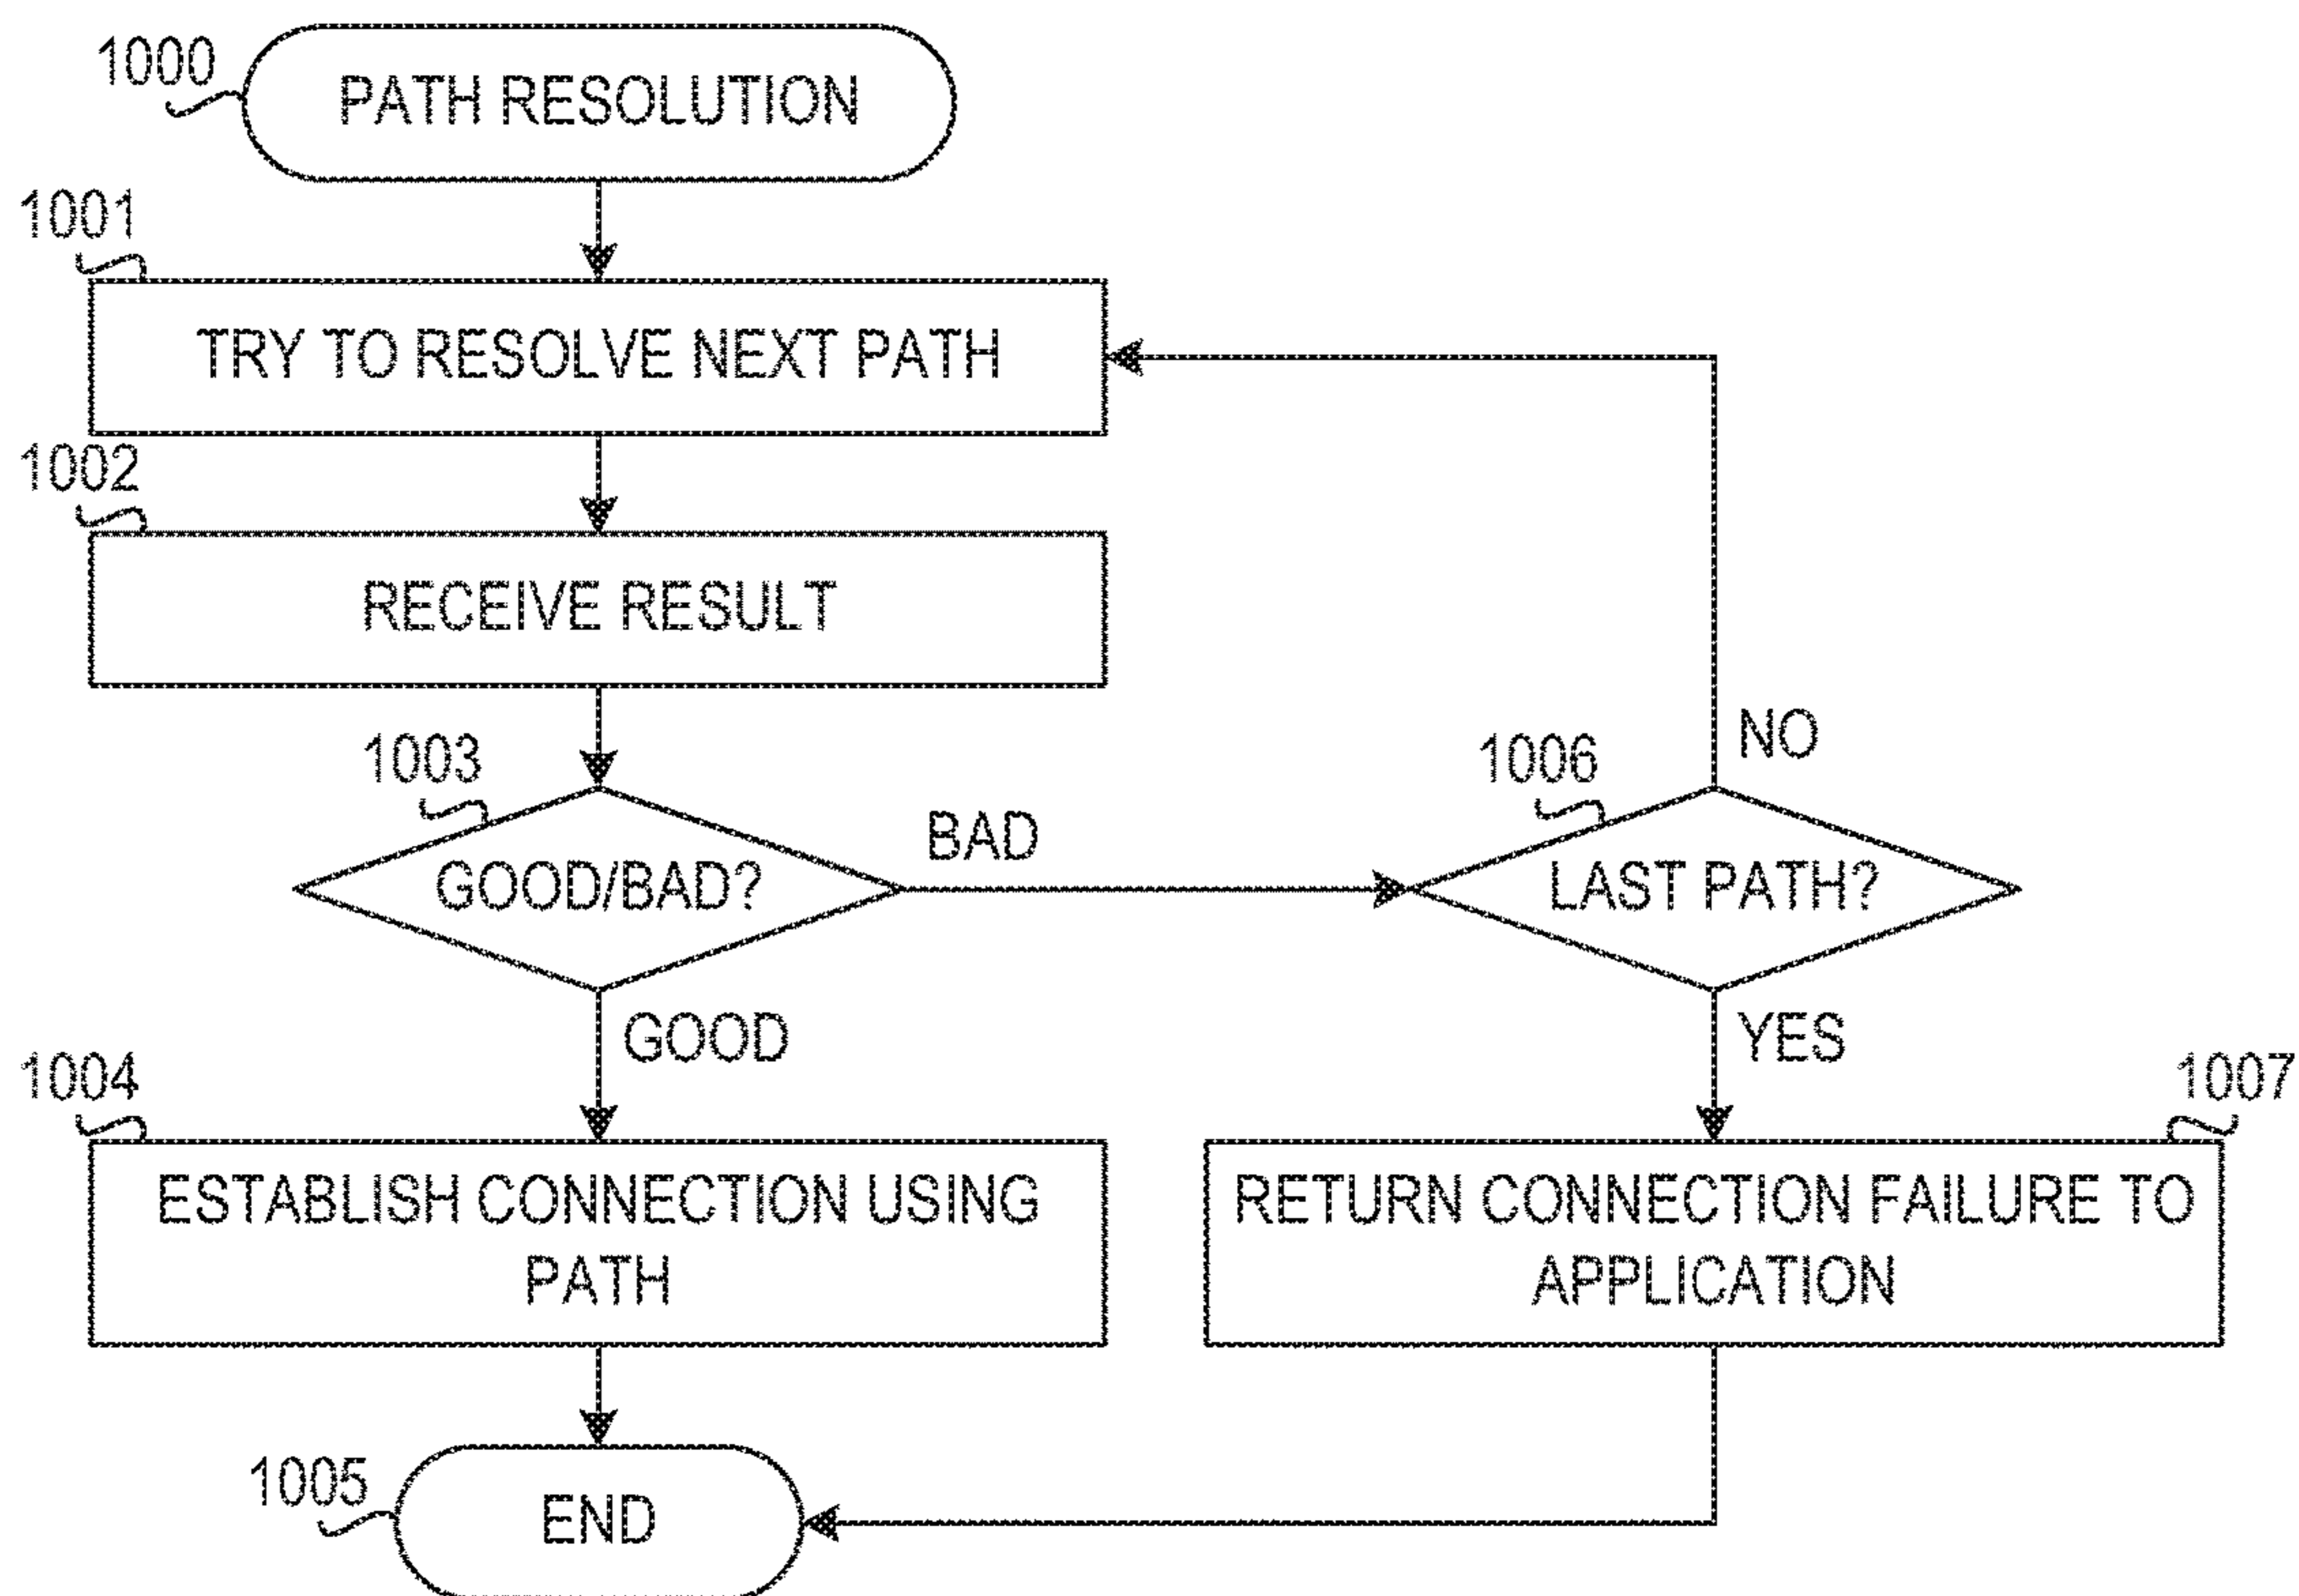 1000
PATH RESOLUTION
1001
TRY TO RESOLVE NEXT PATH
1002
RECEIVE RESULT
1003
GOOD/BAD?
BAD
1006
LAST PATH?
NO
GOOD
YES
1004
ESTABLISH CONNECTION USING
PATH
1007
RETURN CONNECTION FAILURE TO
APPLICATION
1005
END